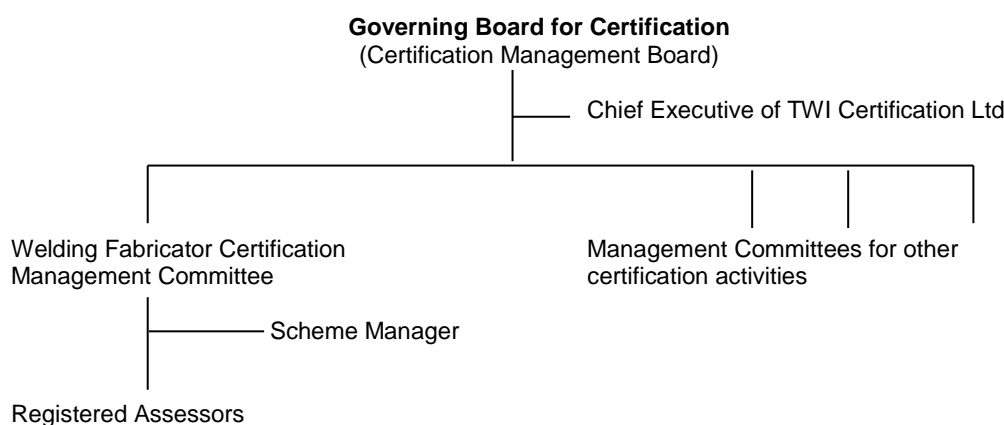 Governing Board for Certification
(Certification Management Board)
Chief Executive of TWI Certification Ltd
Welding Fabricator Certification
Management Committee
Management Committees for other
certification activities
Scheme Manager
Registered Assessors